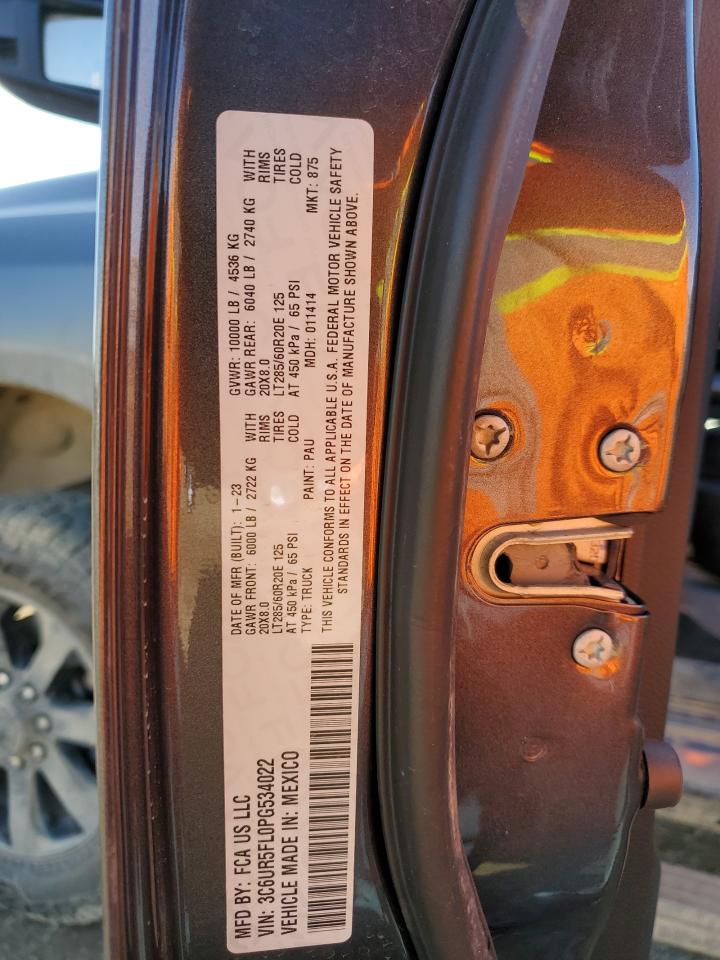 MFD BY: FCA US LLC
VIN: 3C6UR5FL0PG534022
VEHICLE MADE IN: MEXICO
DATE OF MFR (BUILT): 1-23 GVWR: 10000 LB / 4536 KG
GAWR FRONT: 6000 LB / 2722 KG WITH GAWR REAR: 6040 LB / 2740 KG WITH
20X8.0 RIMS 20X8.0 RIMS
LT285/60R20E 125 TIRES LT285/60R20E 125 TIRES
AT 450 kPa / 65 PSI COLD AT 450 kPa / 65 PSI COLD
TYPE: TRUCK PAINT: PAU MDH: 011414 MKT: 875
THIS VEHICLE CONFORMS TO ALL APPLICABLE U.S.A. FEDERAL MOTOR VEHICLE SAFETY
STANDARDS IN EFFECT ON THE DATE OF MANUFACTURE SHOWN ABOVE.